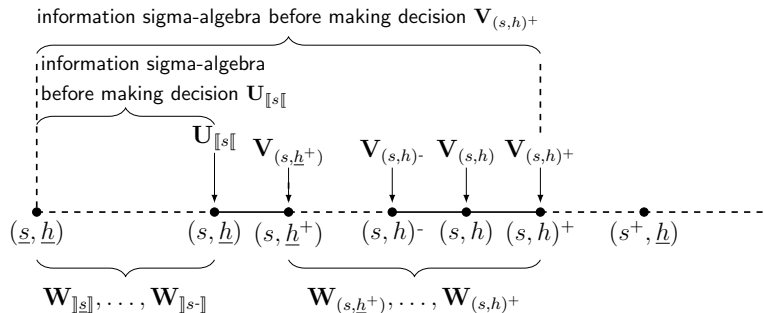 information sigma-algebra before making decision 𝐕₍ₛ,ₕ₎⁺
information sigma-algebra
before making decision 𝐔_⟦s⟦
𝐔_⟦s⟦ 𝐕_(s,h̲⁺) 𝐕_(s,h)⁻ 𝐕_(s,h) 𝐕_(s,h)⁺
(s̲, h̲) (s, h̲) (s, h̲⁺) (s, h)⁻ (s, h) (s, h)⁺ (s⁺, h̲)
𝐖_⟧s̲⟧, . . . , 𝐖_⟧s⁻⟧ 𝐖_(s,h̲⁺), . . . , 𝐖_(s,h)⁺